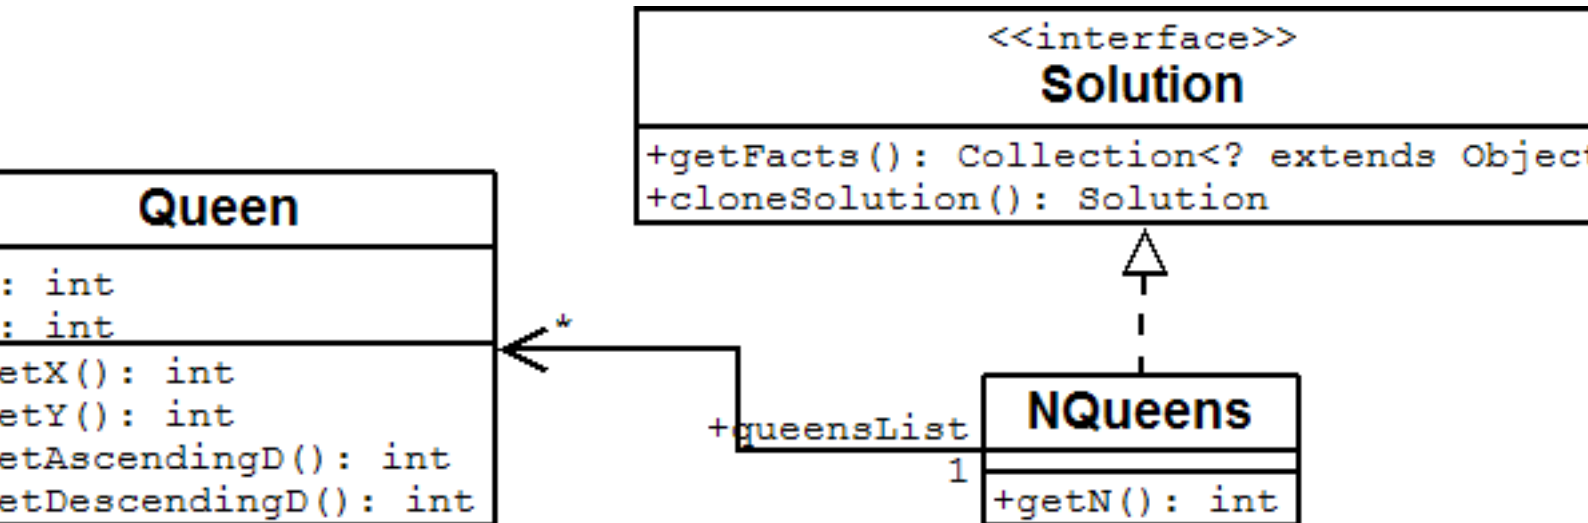 <<interface>>
Solution
+getFacts(): Collection<? extends Object
+cloneSolution(): Solution
Queen
: int
: int
etX(): int
etY(): int
etAscendingD(): int
etDescendingD(): int
*
+queensList
1
NQueens
+getN(): int